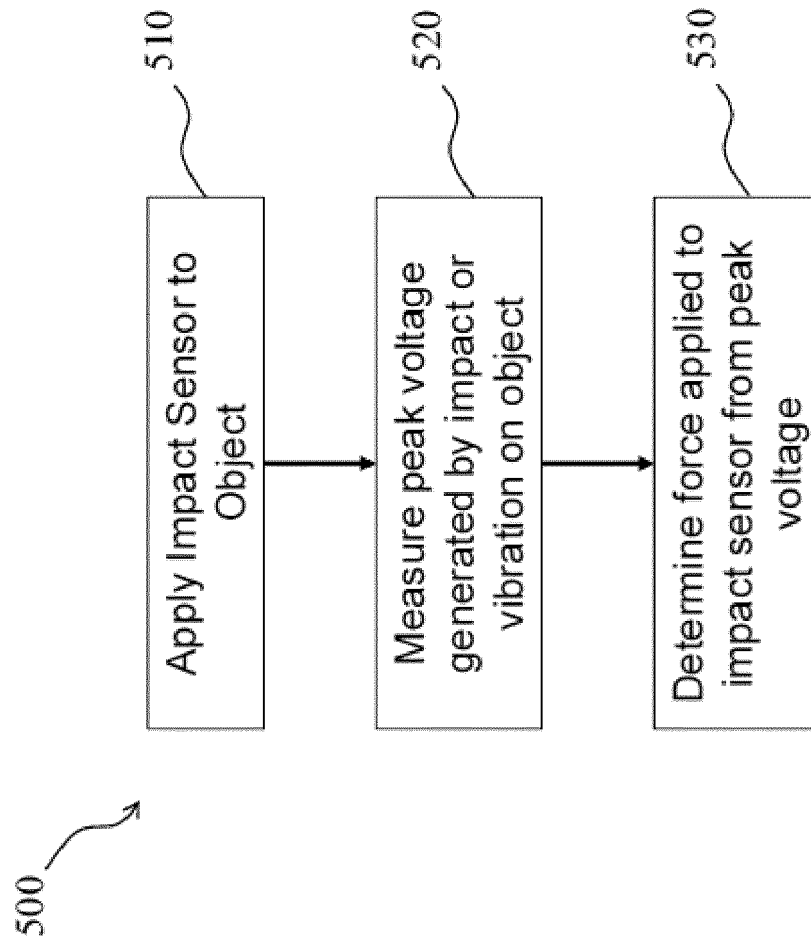 500
Apply Impact Sensor to
Object
510
Measure peak voltage
generated by impact or
vibration on object
520
Determine force applied to
impact sensor from peak
voltage
530